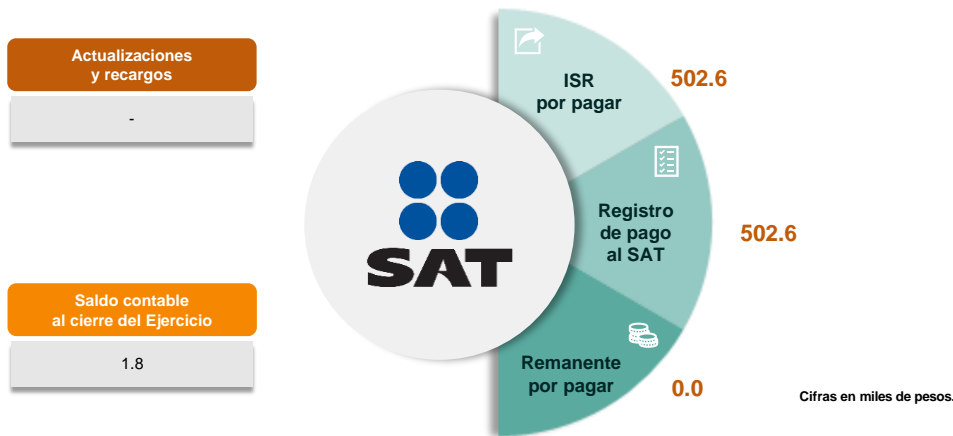 Actualizaciones
y recargos
-
Saldo contable
al cierre del Ejercicio
1.8
SAT
ISR
por pagar
502.6
Registro
de pago
al SAT
502.6
Remanente
por pagar
0.0
Cifras en miles de pesos.